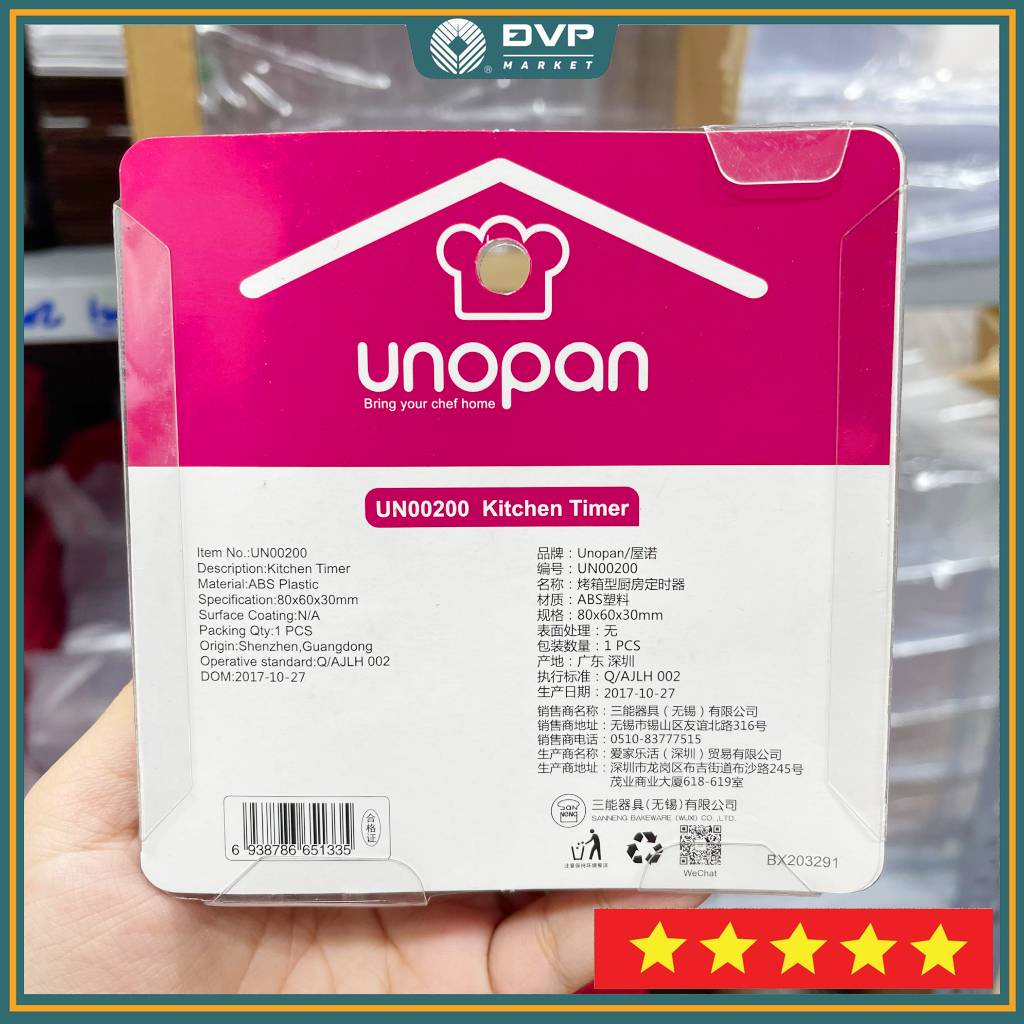 ĐVP
MARKET
®
unopan
Bring your chef home
UN00200 Kitchen Timer
Item No.:UN00200
Description:Kitchen Timer
Material:ABS Plastic
Specification:80x60x30mm
Surface Coating:N/A
Packing Qty:1 PCS
Origin:Shenzhen,Guangdong
Operative standard:Q/AJLH 002
DOM:2017-10-27
品牌：Unopan/屋诺
编号：UN00200
名称：烤箱型厨房定时器
材质：ABS塑料
规格：80x60x30mm
表面处理：无
包装数量：1 PCS
产地：广东 深圳
执行标准：Q/AJLH 002
生产日期：2017-10-27
销售商名称：三能器具（无锡）有限公司
销售商地址：无锡市锡山区友谊北路316号
销售商电话：0510-83777515
生产商名称：爱家乐活（深圳）贸易有限公司
生产商地址：深圳市龙岗区布吉街道布沙路245号
茂业商业大厦618-619室
SAN NENG
三能器具(无锡)有限公司
SANNENG BAKEWARE (WUXI) CO.,LTD.
合格证
6 938786 651335
WeChat
BX203291